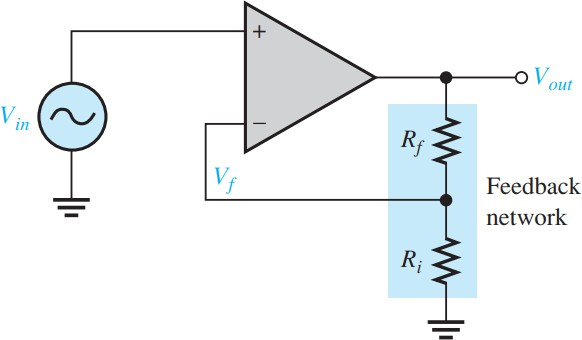 +
V_in
−
V_out
R_f
V_f
Feedback
network
R_i